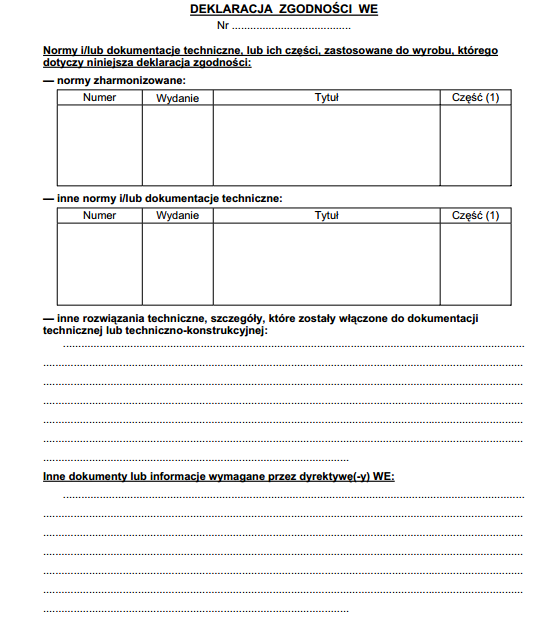 DEKLARACJA ZGODNOŚCI WE
Nr .......................................
Normy i/lub dokumentacje techniczne, lub ich części, zastosowane do wyrobu, którego
dotyczy niniejsza deklaracja zgodności:
— normy zharmonizowane:
Numer Wydanie Tytuł Część (1)
— inne normy i/lub dokumentacje techniczne:
Numer Wydanie Tytuł Część (1)
— inne rozwiązania techniczne, szczegóły, które zostały włączone do dokumentacji
technicznej lub techniczno-konstrukcyjnej:
Inne dokumenty lub informacje wymagane przez dyrektywę(-y) WE: